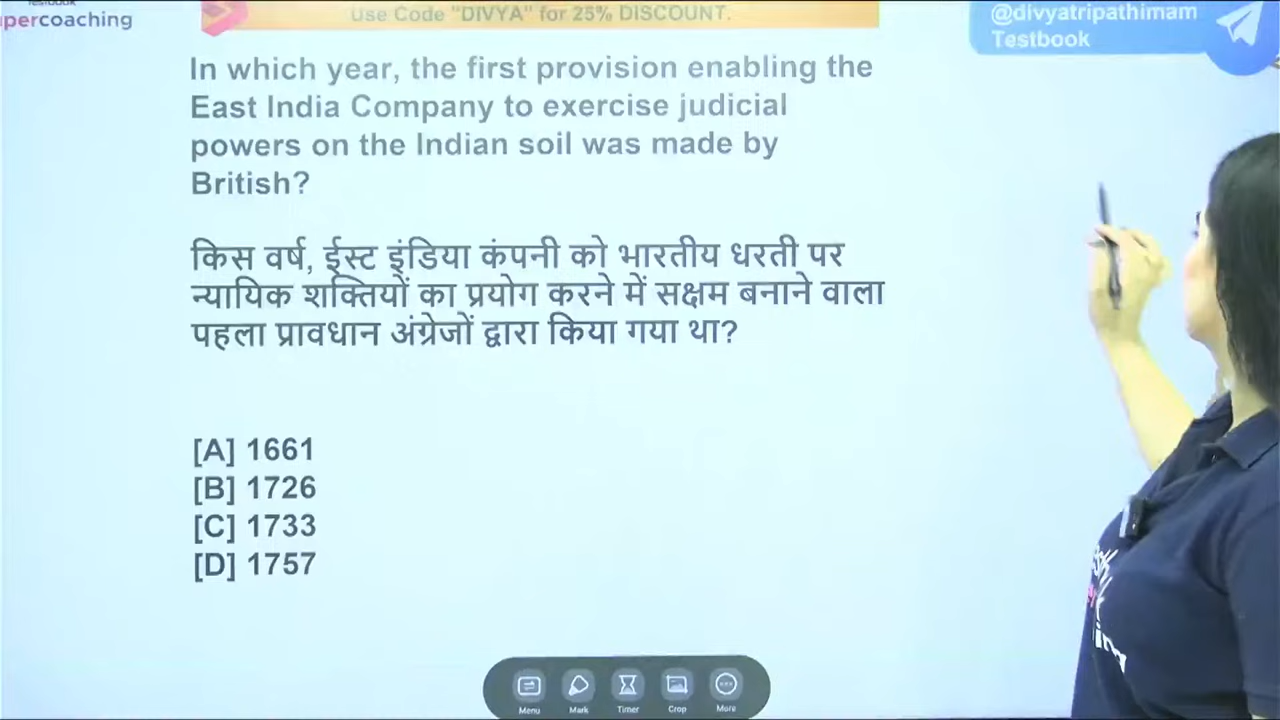 percoaching
Use Code "DIVYA" for 25% DISCOUNT.
@divyatripathimam
Testbook
In which year, the first provision enabling the
East India Company to exercise judicial
powers on the Indian soil was made by
British?
किस वर्ष, ईस्ट इंडिया कंपनी को भारतीय धरती पर
न्यायिक शक्तियों का प्रयोग करने में सक्षम बनाने वाला
पहला प्रावधान अंग्रेजों द्वारा किया गया था?
[A] 1661
[B] 1726
[C] 1733
[D] 1757
Menu
Mark
Timer
Crop
More